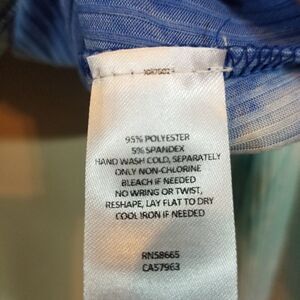 95% POLYESTER
5% SPANDEX
HAND WASH COLD, SEPARATELY
ONLY NON-CHLORINE
BLEACH IF NEEDED
NO WRING OR TWIST,
RESHAPE, LAY FLAT TO DRY
COOL IRON IF NEEDED
RN58665
CA57963